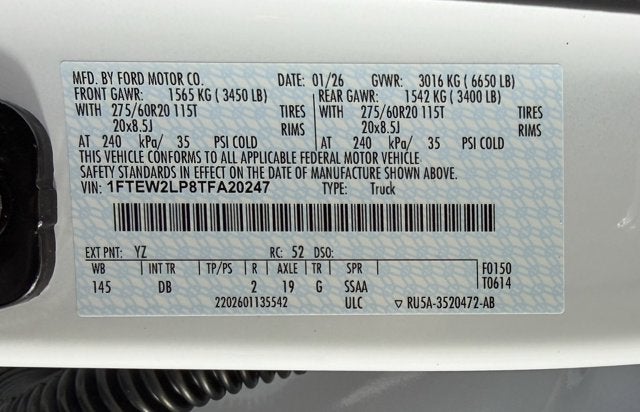 MFD. BY FORD MOTOR CO. DATE: 01/26 GVWR: 3016 KG ( 6650 LB)
FRONT GAWR: 1565 KG ( 3450 LB) REAR GAWR: 1542 KG ( 3400 LB)
WITH 275/60R20 115T TIRES WITH 275/60R20 115T TIRES
20x8.5J RIMS 20x8.5J RIMS
AT 240 kPa/ 35 PSI COLD AT 240 kPa/ 35 PSI COLD
THIS VEHICLE CONFORMS TO ALL APPLICABLE FEDERAL MOTOR VEHICLE
SAFETY STANDARDS IN EFFECT ON THE DATE OF MANUFACTURE SHOWN ABOVE.
VIN: 1FTEW2LP8TFA20247 TYPE: Truck
EXT PNT: YZ RC: 52 DSO:
WB INT TR TP/PS R AXLE TR SPR F0150
145 DB 2 19 G SSAA T0614
2202601135542 ULC ▽ RU5A-3520472-AB